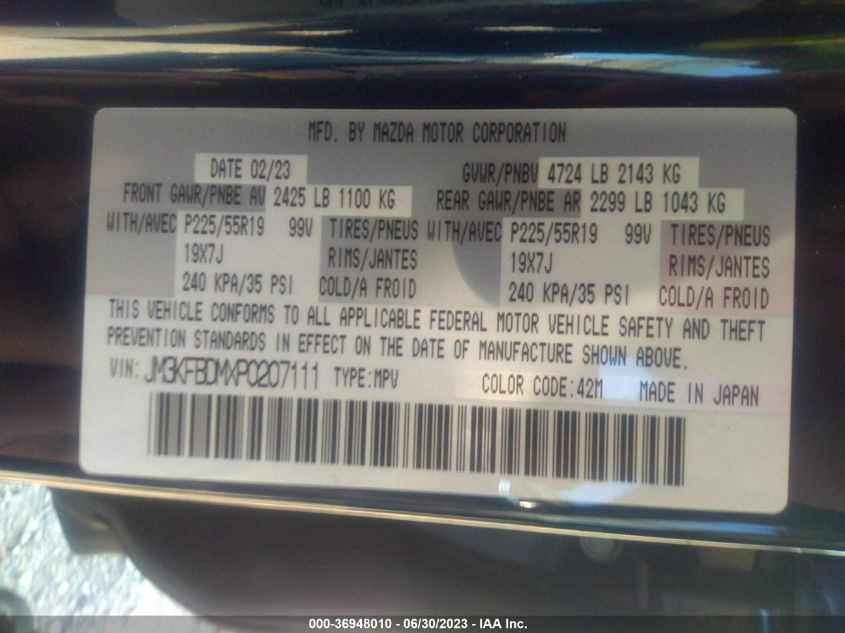 MFD. BY MAZDA MOTOR CORPORATION
DATE 02/23 GVWR/PNBV 4724 LB 2143 KG
FRONT GAWR/PNBE AV 2425 LB 1100 KG REAR GAWR/PNBE AR 2299 LB 1043 KG
WITH/AVEC P225/55R19 99V TIRES/PNEUS WITH/AVEC P225/55R19 99V TIRES/PNEUS
19X7J RIMS/JANTES 19X7J RIMS/JANTES
240 KPA/35 PSI COLD/A FROID 240 KPA/35 PSI COLD/A FROID
THIS VEHICLE CONFORMS TO ALL APPLICABLE FEDERAL MOTOR VEHICLE SAFETY AND THEFT
PREVENTION STANDARDS IN EFFECT ON THE DATE OF MANUFACTURE SHOWN ABOVE.
VIN: JM3KFBDMXP0207111 TYPE:MPV COLOR CODE:42M MADE IN JAPAN
000-36948010 - 06/30/2023 - IAA Inc.